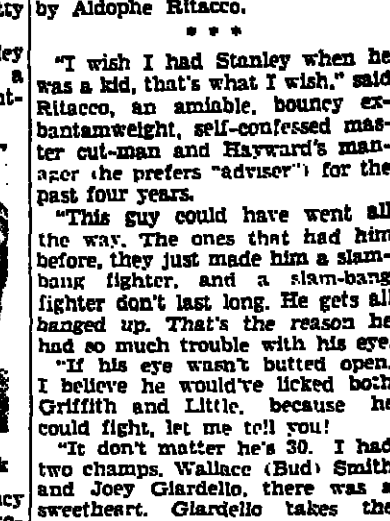 by Aldophe Ritacco.
* * *
"I wish I had Stanley when he
was a kid, that's what I wish," said
Ritacco, an amiable, bouncy ex-
bantamweight, self-confessed mas-
ter cut-man and Hayward's man-
ager (he prefers "adviser") for the
past four years.
"This guy could have went all
the way. The ones that had him
before, they just made him a slam-
bang fighter, and a slam-bang
fighter don't last long. He gets all
banged up. That's the reason he
had so much trouble with his eye.
"If his eye wasn't butted open,
I believe he would've licked both
Griffith and Little, because he
could fight, let me tell you!
"It don't matter he's 30. I had
two champs, Wallace (Bud) Smith
and Joey Giardello, there was a
sweetheart. Giardello takes the